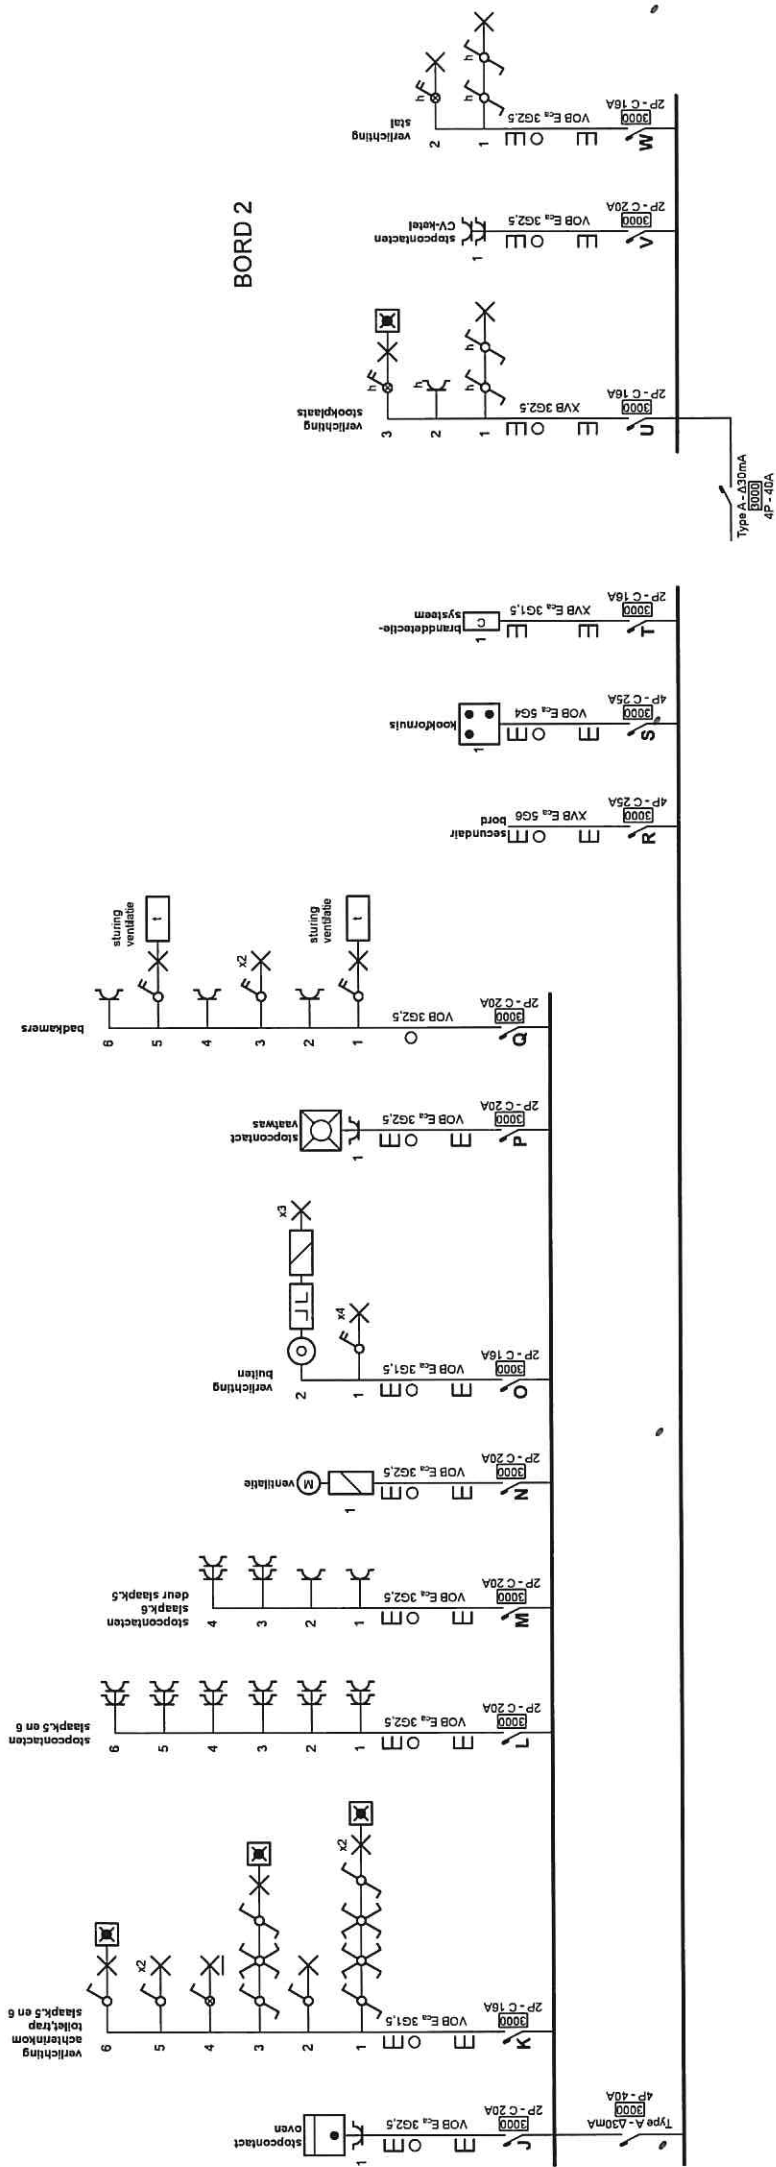 BORD 2
verlichting
stal
2
h
1
h
h
VOB Eca 3G2.5
2P - C 16A
3000
W
stopcontacten
CV-ketel
1
VOB Eca 3G2,5
2P - C 20A
3000
V
verlichting
stookplaats
3
h
2
h
1
h
h
XVB 3G2.5
2P - C 16A
3000
U
Type A - Δ30mA
3000
4P - 40A
branddetectie-
systeem
C
1
XVB Eca 3G1,5
2P - C 16A
3000
T
kookfornuis
1
VOB Eca 5G4
4P - C 25A
3000
S
secundair
bord
XVB Eca 5G6
4P - C 25A
3000
R
badkamers
6
5
sturing
ventilatie
t
4
3
x2
2
1
sturing
ventilatie
t
VOB 3G2,5
2P - C 20A
3000
Q
stopcontact
vaatwas
1
VOB Eca 3G2,5
2P - C 20A
3000
P
verlichting
buiten
2
x3
1
x4
VOB Eca 3G1,5
2P - C 16A
3000
O
ventilatie
M
1
VOB Eca 3G2,5
2P - C 20A
3000
N
stopcontacten
slaapk.6
deur slaapk.5
4
3
2
1
VOB Eca 3G2,5
2P - C 20A
3000
M
stopcontacten
slaapk.5 en 6
6
5
4
3
2
1
VOB Eca 3G2,5
2P - C 20A
3000
L
verlichting
achterinkom
toilet,trap
slaapk.5 en 6
6
5
x2
4
3
2
1
x2
VOB Eca 3G1,5
2P - C 16A
3000
K
stopcontact
oven
1
VOB Eca 3G2,5
2P - C 20A
3000
J
Type A - Δ30mA
3000
4P - 40A